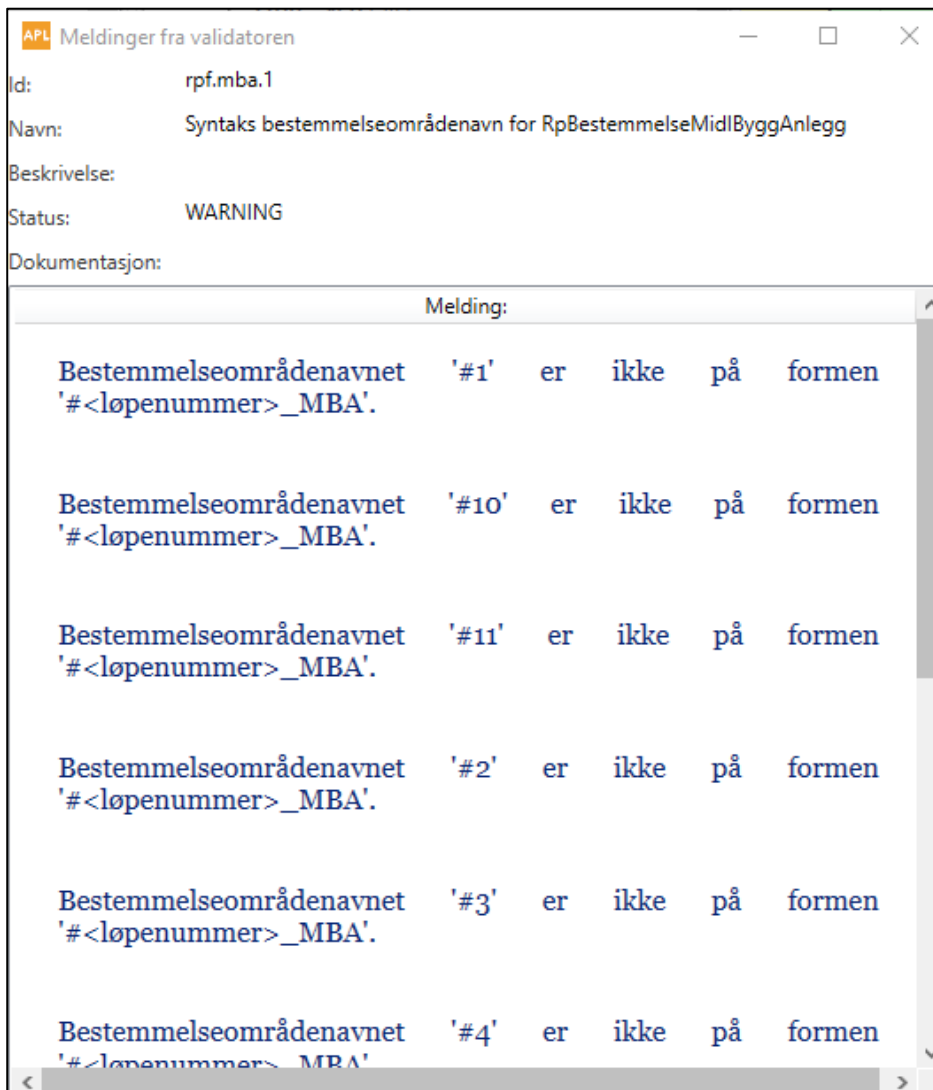 APL Meldinger fra validatoren
Id: rpf.mba.1
Navn: Syntaks bestemmelseområdenavn for RpBestemmelseMidlByggAnlegg
Beskrivelse:
Status: WARNING
Dokumentasjon:
Melding:
Bestemmelseområdenavnet '#1' er ikke på formen
'#<løpenummer>_MBA'.
Bestemmelseområdenavnet '#10' er ikke på formen
'#<løpenummer>_MBA'.
Bestemmelseområdenavnet '#11' er ikke på formen
'#<løpenummer>_MBA'.
Bestemmelseområdenavnet '#2' er ikke på formen
'#<løpenummer>_MBA'.
Bestemmelseområdenavnet '#3' er ikke på formen
'#<løpenummer>_MBA'.
Bestemmelseområdenavnet '#4' er ikke på formen
'#<løpenummer>_MBA'